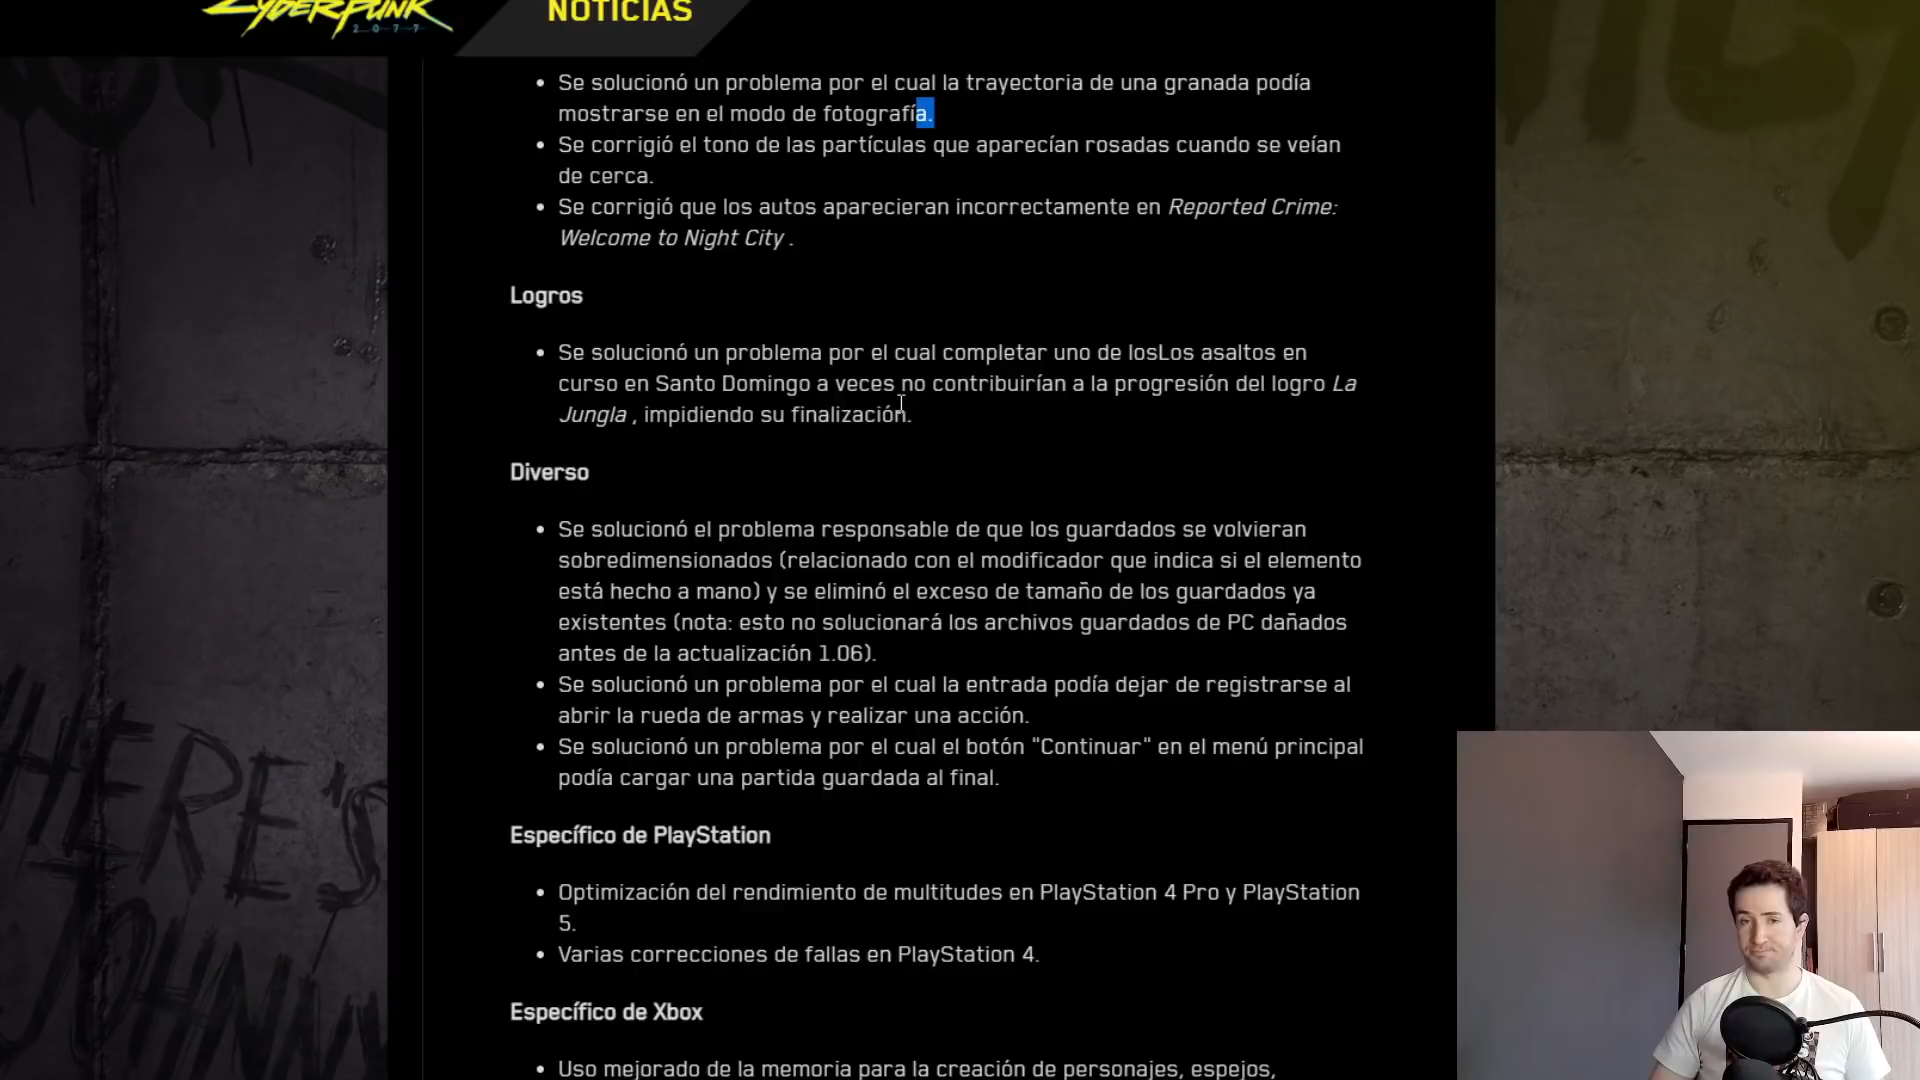 CYBERPUNK
2077
NOTICIAS
• Se solucionó un problema por el cual la trayectoria de una granada podía
mostrarse en el modo de fotografía.
• Se corrigió el tono de las partículas que aparecían rosadas cuando se veían
de cerca.
• Se corrigió que los autos aparecieran incorrectamente en Reported Crime:
Welcome to Night City .
Logros
• Se solucionó un problema por el cual completar uno de losLos asaltos en
curso en Santo Domingo a veces no contribuirían a la progresión del logro La
Jungla , impidiendo su finalización.
Diverso
• Se solucionó el problema responsable de que los guardados se volvieran
sobredimensionados (relacionado con el modificador que indica si el elemento
está hecho a mano) y se eliminó el exceso de tamaño de los guardados ya
existentes (nota: esto no solucionará los archivos guardados de PC dañados
antes de la actualización 1.06).
• Se solucionó un problema por el cual la entrada podía dejar de registrarse al
abrir la rueda de armas y realizar una acción.
• Se solucionó un problema por el cual el botón "Continuar" en el menú principal
podía cargar una partida guardada al final.
Específico de PlayStation
• Optimización del rendimiento de multitudes en PlayStation 4 Pro y PlayStation
5.
• Varias correcciones de fallas en PlayStation 4.
Específico de Xbox
• Uso mejorado de la memoria para la creación de personajes, espejos,
HERE'S
JOHNNY